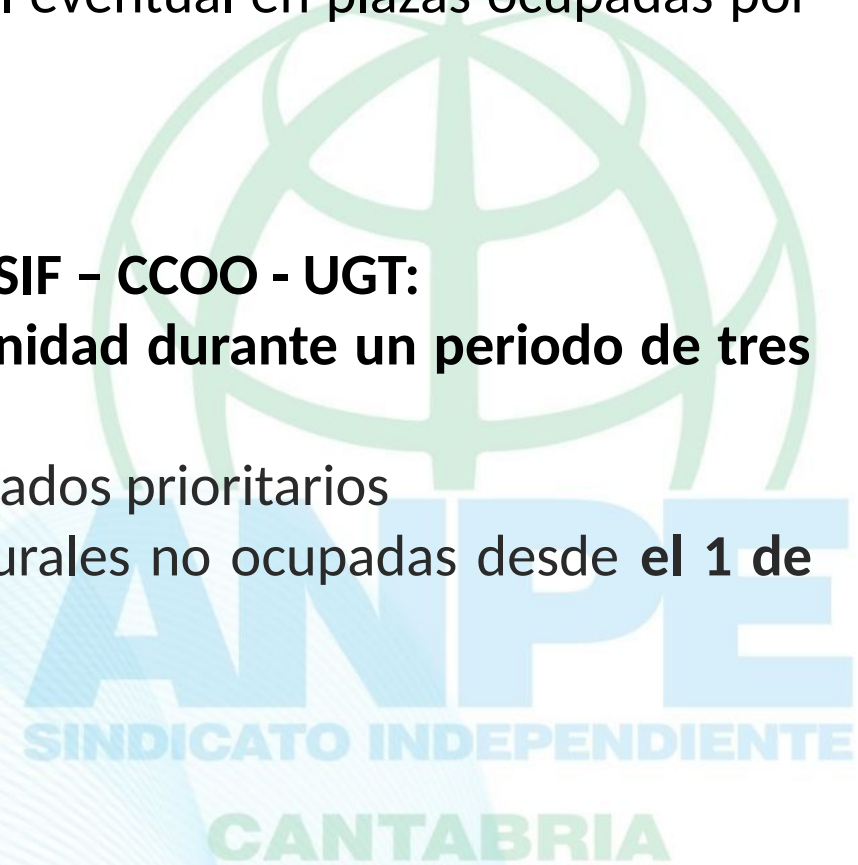 eventual en plazas ocupadas por
SIF – CCOO - UGT:
nidad durante un periodo de tres
ados prioritarios
urales no ocupadas desde el 1 de
ANPE
SINDICATO INDEPENDIENTE
CANTABRIA